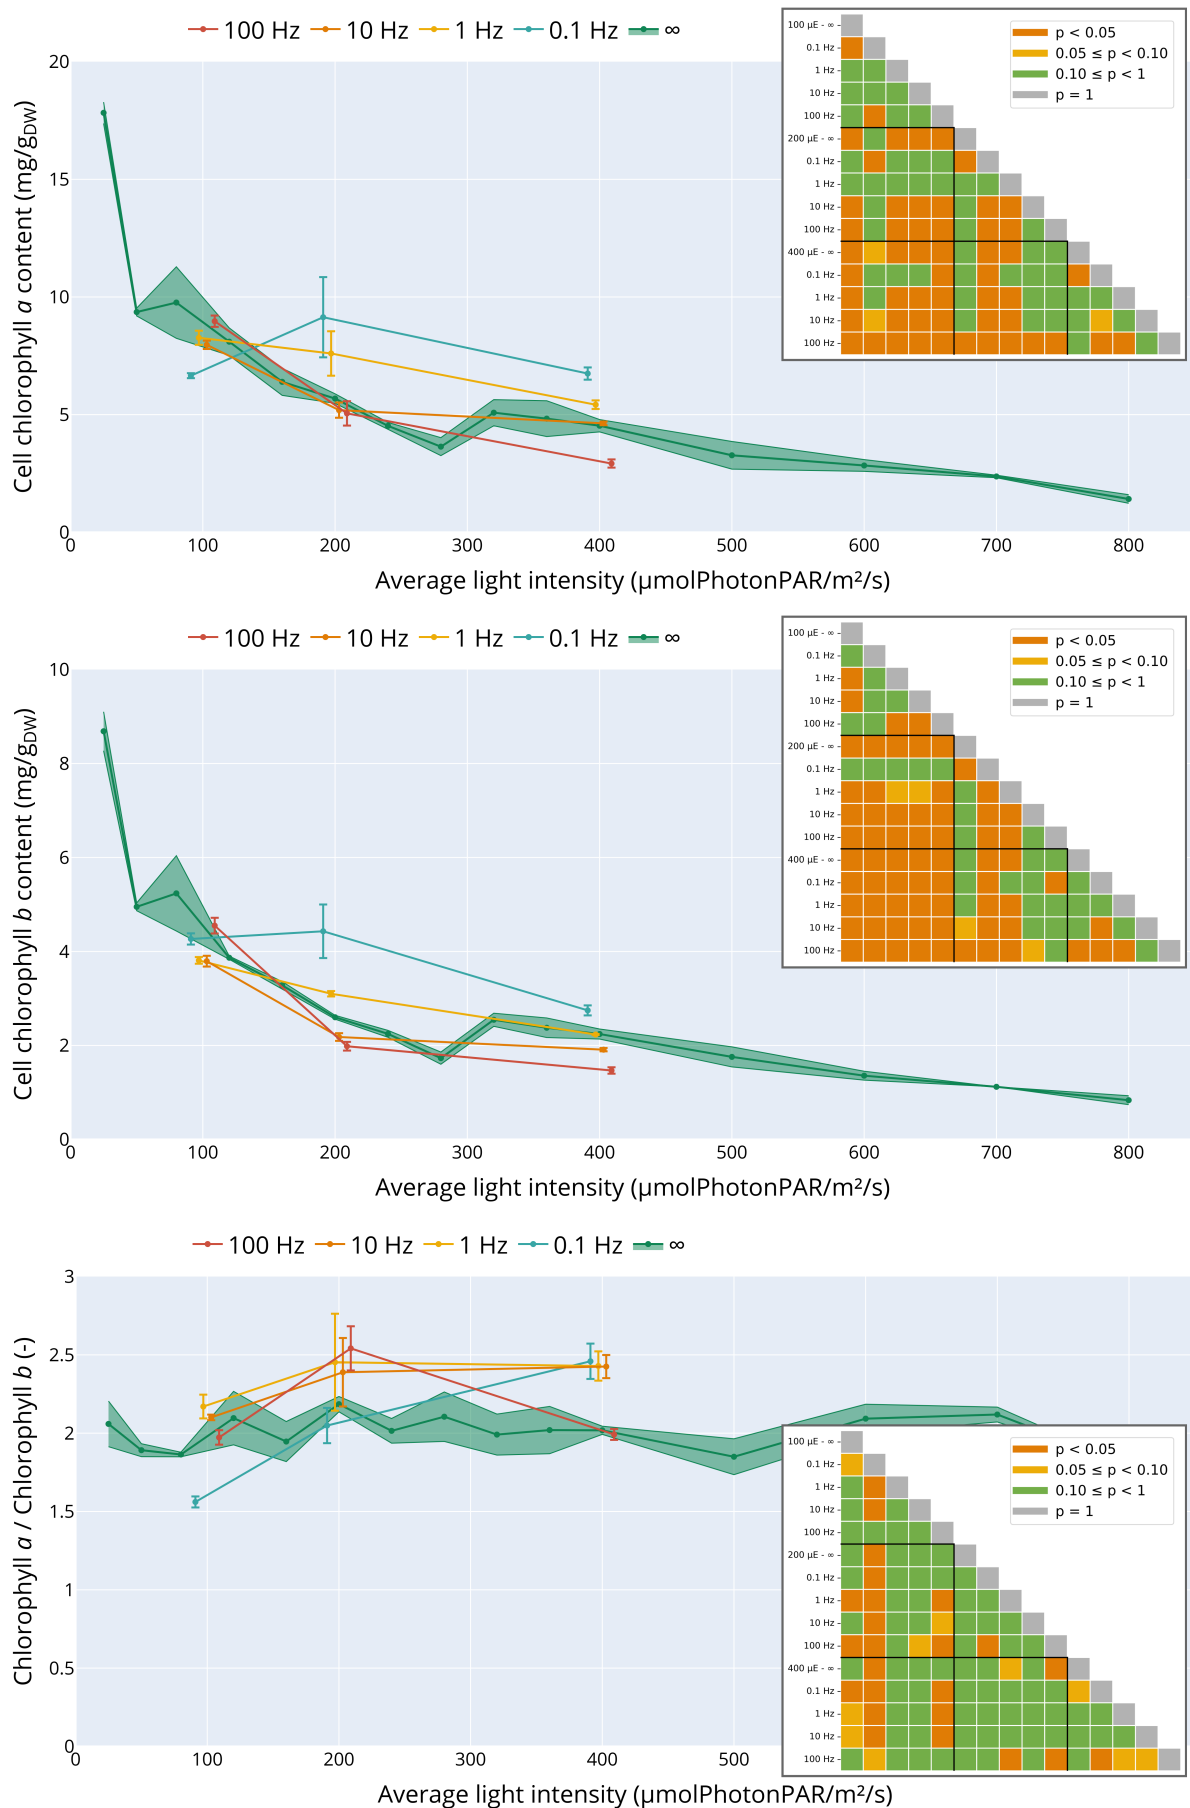 100 Hz 10 Hz 1 Hz 0.1 Hz ∞
Cell chlorophyll a content (mg/gDW)
20
15
10
5
0
0 100 200 300 400 500 600 700 800
Average light intensity (µmolPhotonPAR/m²/s)
100 µE - ∞
0.1 Hz
1 Hz
10 Hz
100 Hz
200 µE - ∞
0.1 Hz
1 Hz
10 Hz
100 Hz
400 µE - ∞
0.1 Hz
1 Hz
10 Hz
100 Hz
p < 0.05
0.05 ≤ p < 0.10
0.10 ≤ p < 1
p = 1
100 Hz 10 Hz 1 Hz 0.1 Hz ∞
Cell chlorophyll b content (mg/gDW)
10
8
6
4
2
0
0 100 200 300 400 500 600 700 800
Average light intensity (µmolPhotonPAR/m²/s)
100 µE - ∞
0.1 Hz
1 Hz
10 Hz
100 Hz
200 µE - ∞
0.1 Hz
1 Hz
10 Hz
100 Hz
400 µE - ∞
0.1 Hz
1 Hz
10 Hz
100 Hz
p < 0.05
0.05 ≤ p < 0.10
0.10 ≤ p < 1
p = 1
100 Hz 10 Hz 1 Hz 0.1 Hz ∞
Chlorophyll a / Chlorophyll b (-)
3
2.5
2
1.5
1
0.5
0
0 100 200 300 400 500
Average light intensity (µmolPhotonPAR/m²/s)
100 µE - ∞
0.1 Hz
1 Hz
10 Hz
100 Hz
200 µE - ∞
0.1 Hz
1 Hz
10 Hz
100 Hz
400 µE - ∞
0.1 Hz
1 Hz
10 Hz
100 Hz
p < 0.05
0.05 ≤ p < 0.10
0.10 ≤ p < 1
p = 1